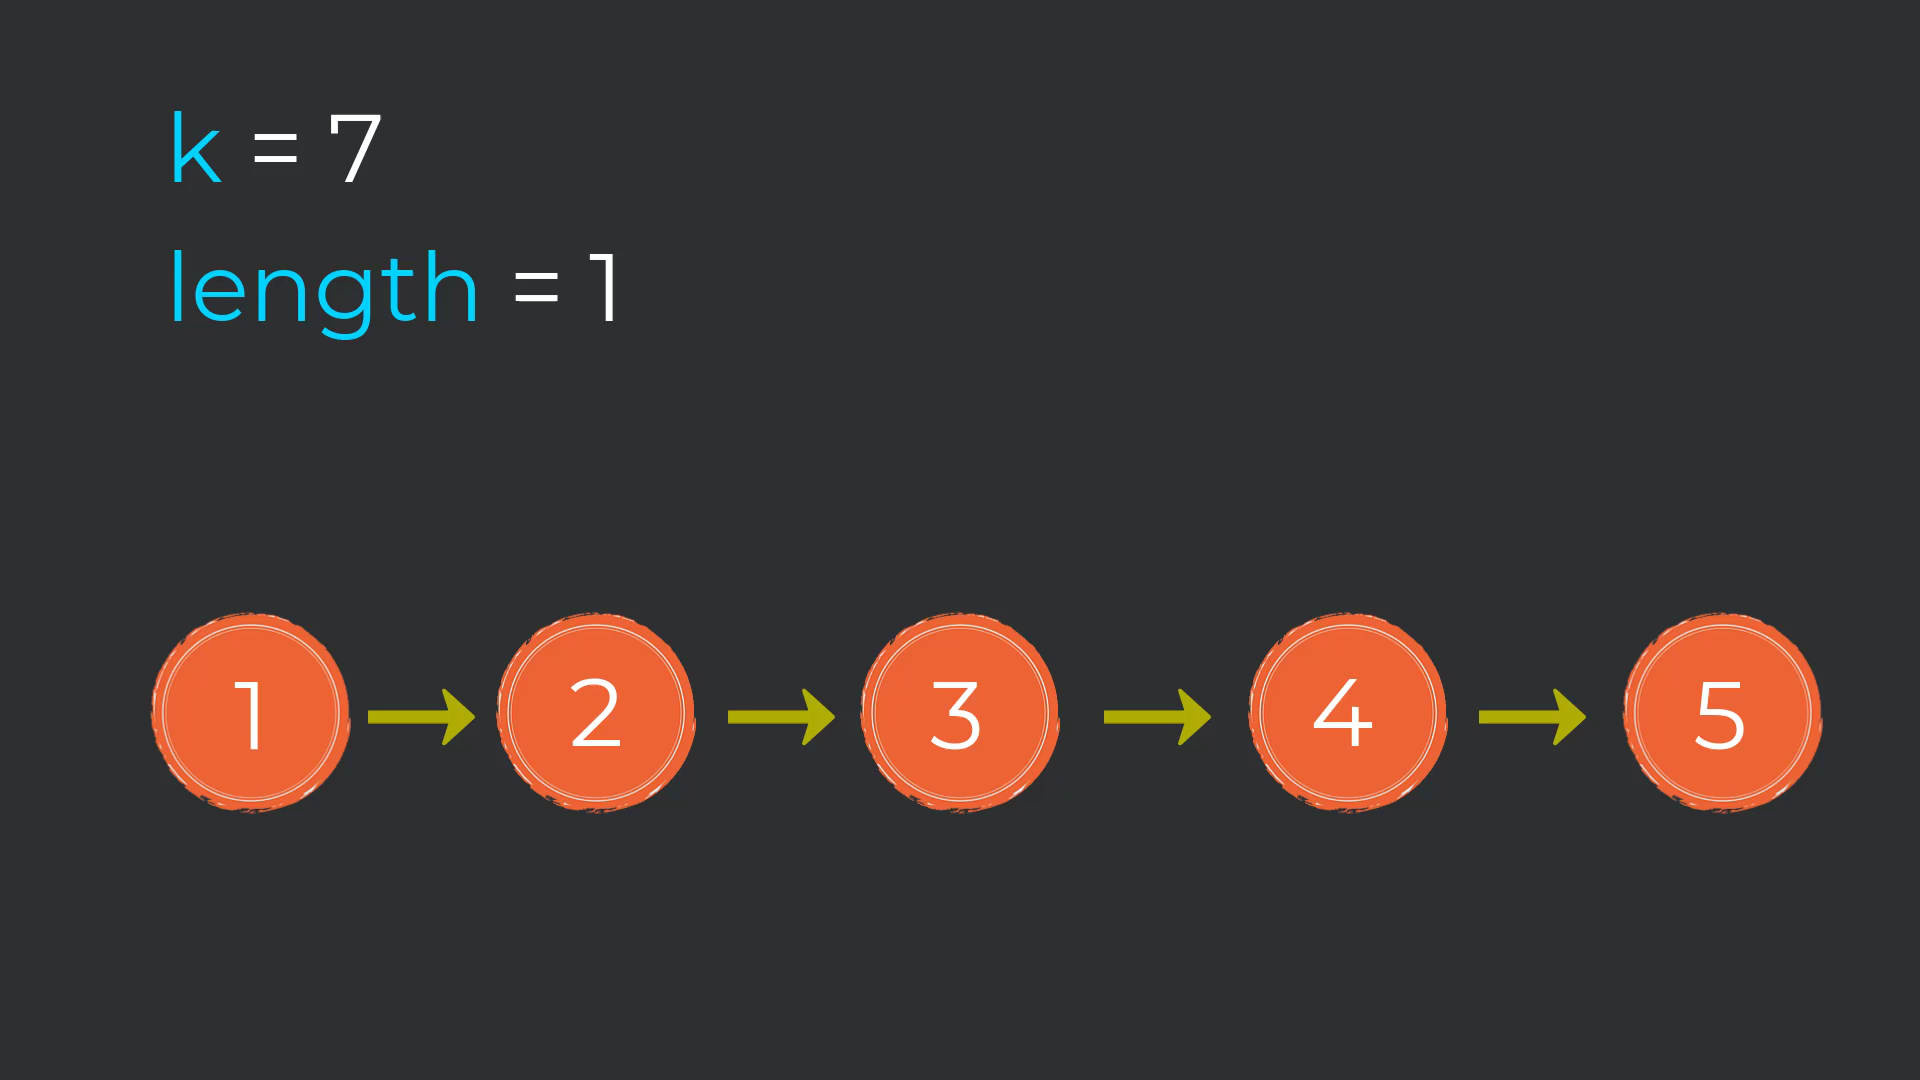 k = 7
length = 1
1 2 3 4 5